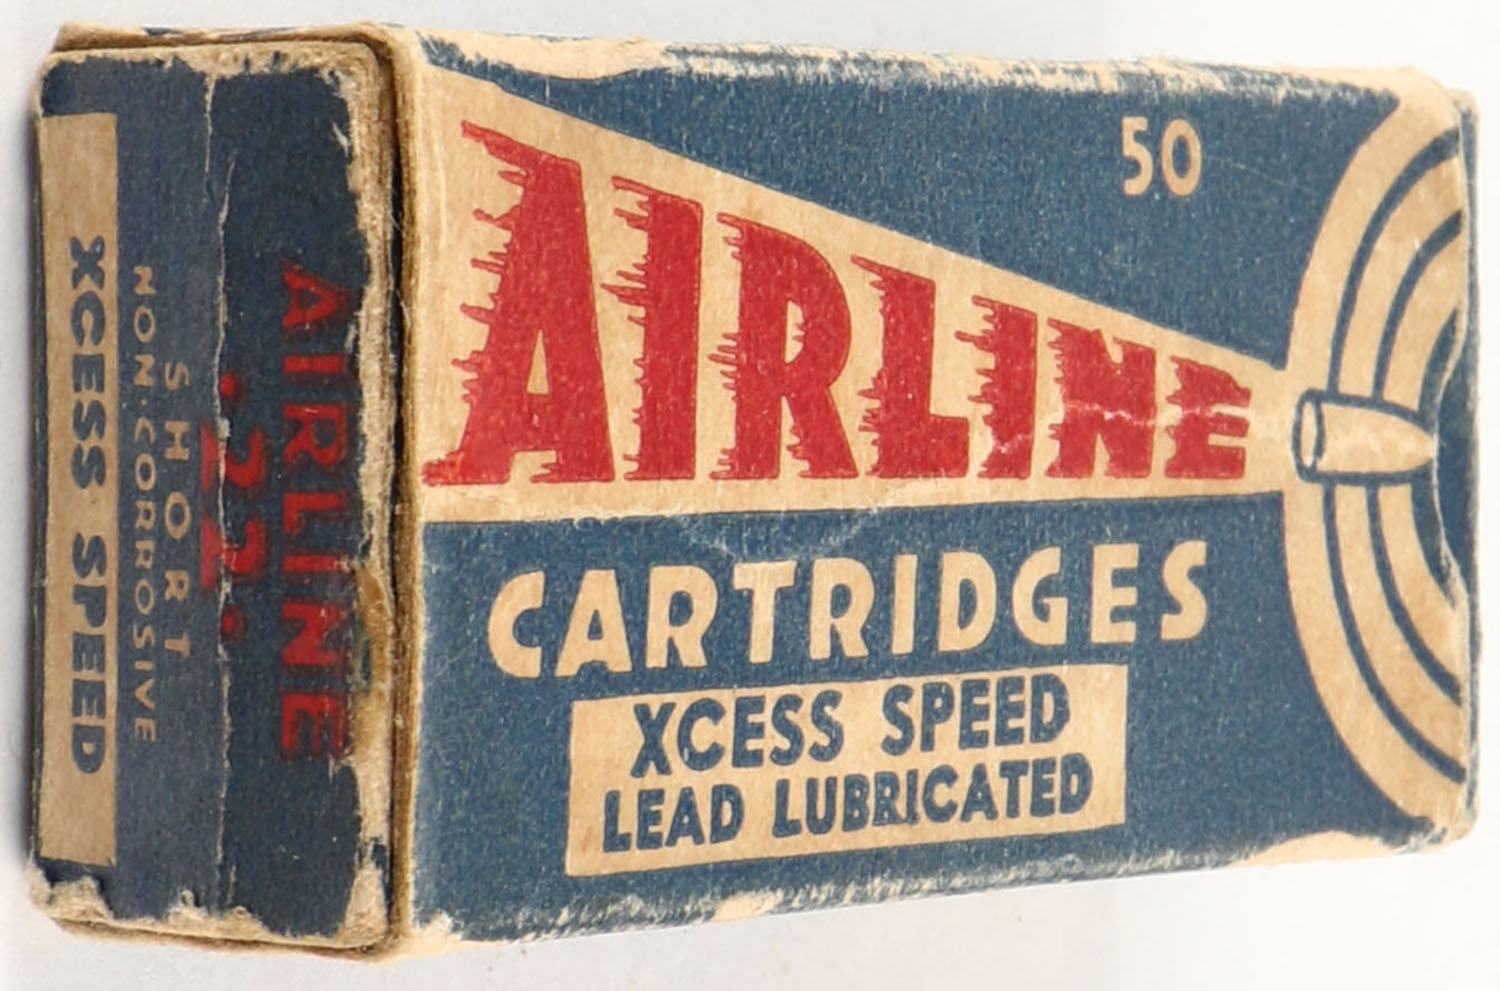 50
AIRLINE
CARTRIDGES
XCESS SPEED
LEAD LUBRICATED
AIRLINE
.22.
SHORT
NON-CORROSIVE
XCESS SPEED